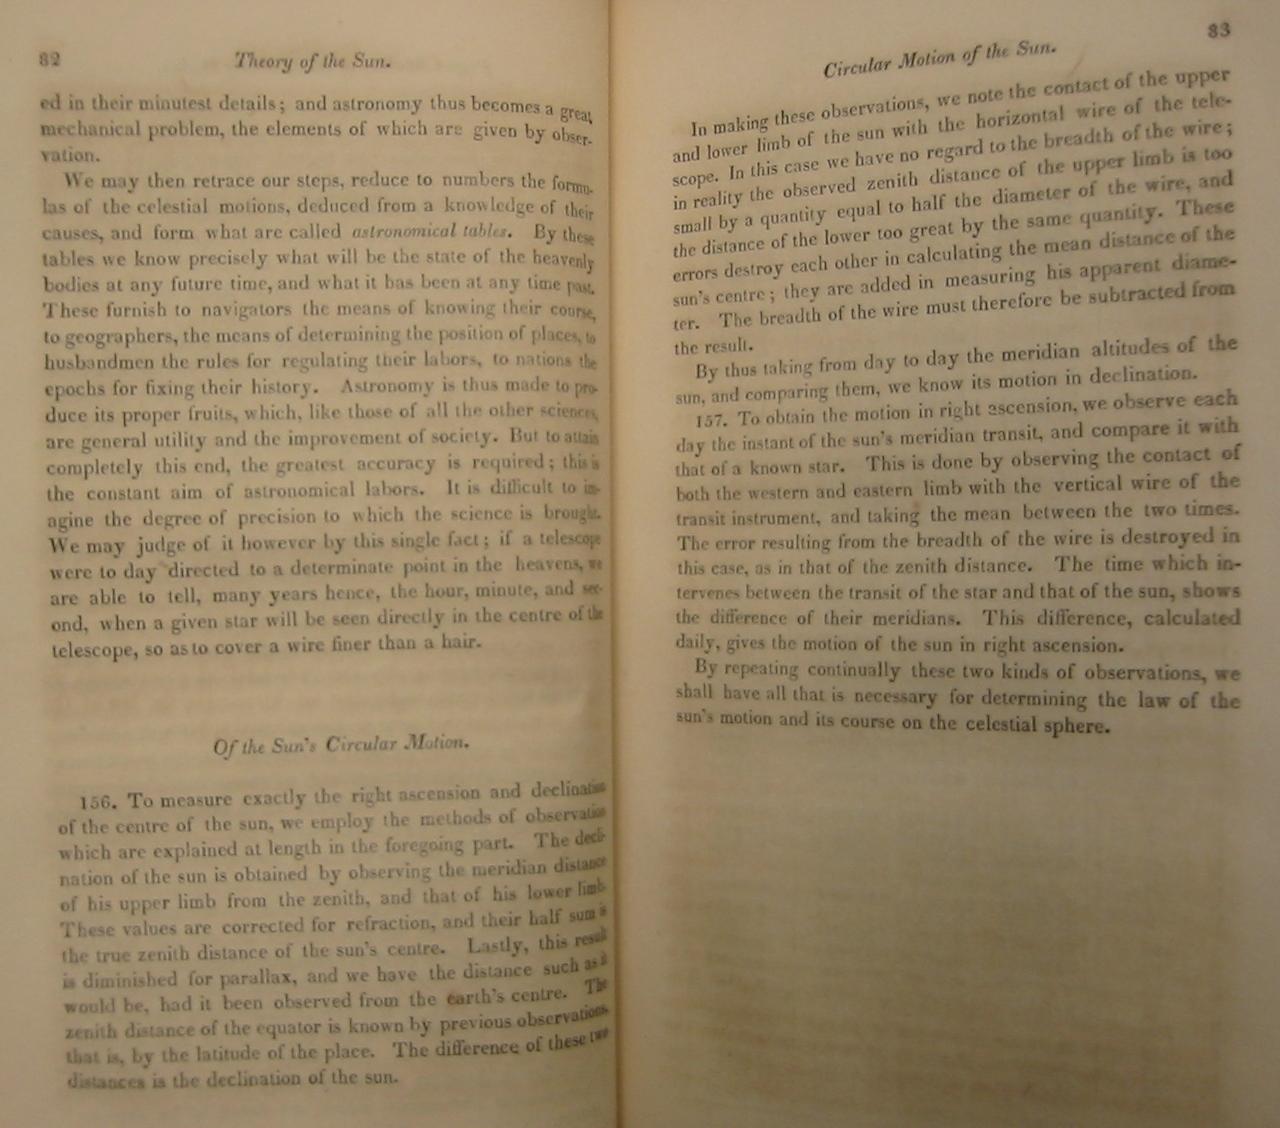 82
Theory of the Sun.
ed in their minutest details; and astronomy thus becomes a great
mechanical problem, the elements of which are given by obser-
vation.
We may then retrace our steps, reduce to numbers the formu-
las of the celestial motions, deduced from a knowledge of their
causes, and form what are called astronomical tables. By these
tables we know precisely what will be the state of the heavenly
bodies at any future time, and what it has been at any time past.
These furnish to navigators the means of knowing their course,
to geographers, the means of determining the position of places, to
husbandmen the rules for regulating their labors, to nations the
epochs for fixing their history. Astronomy is thus made to pro-
duce its proper fruits, which, like those of all the other sciences,
are general utility and the improvement of society. But to attain
completely this end, the greatest accuracy is required; this is
the constant aim of astronomical labors. It is difficult to im-
agine the degree of precision to which the science is brought.
We may judge of it however by this single fact; if a telescope
were to day directed to a determinate point in the heavens, we
are able to tell, many years hence, the hour, minute, and sec-
ond, when a given star will be seen directly in the centre of the
telescope, so as to cover a wire finer than a hair.
Of the Sun's Circular Motion.
156. To measure exactly the right ascension and declination
of the centre of the sun, we employ the methods of observation
which are explained at length in the foregoing part. The decli-
nation of the sun is obtained by observing the meridian distance
of his upper limb from the zenith, and that of his lower limb.
These values are corrected for refraction, and their half sum is
the true zenith distance of the sun's centre. Lastly, this result
is diminished for parallax, and we have the distance such as it
would be, had it been observed from the earth's centre. The
zenith distance of the equator is known by previous observations,
that is, by the latitude of the place. The difference of these two
distances is the declination of the sun.
83
Circular Motion of the Sun.
In making these observations, we note the contact of the upper
and lower limb of the sun with the horizontal wire of the tele-
scope. In this case we have no regard to the breadth of the wire;
in reality the observed zenith distance of the upper limb is too
small by a quantity equal to half the diameter of the wire, and
the distance of the lower too great by the same quantity. These
errors destroy each other in calculating the mean distance of the
sun's centre; they are added in measuring his apparent diame-
ter. The breadth of the wire must therefore be subtracted from
the result.
By thus taking from day to day the meridian altitudes of the
sun, and comparing them, we know its motion in declination.
157. To obtain the motion in right ascension, we observe each
day the instant of the sun's meridian transit, and compare it with
that of a known star. This is done by observing the contact of
both the western and eastern limb with the vertical wire of the
transit instrument, and taking the mean between the two times.
The error resulting from the breadth of the wire is destroyed in
this case, as in that of the zenith distance. The time which in-
tervenes between the transit of the star and that of the sun, shows
the difference of their meridians. This difference, calculated
daily, gives the motion of the sun in right ascension.
By repeating continually these two kinds of observations, we
shall have all that is necessary for determining the law of the
sun's motion and its course on the celestial sphere.